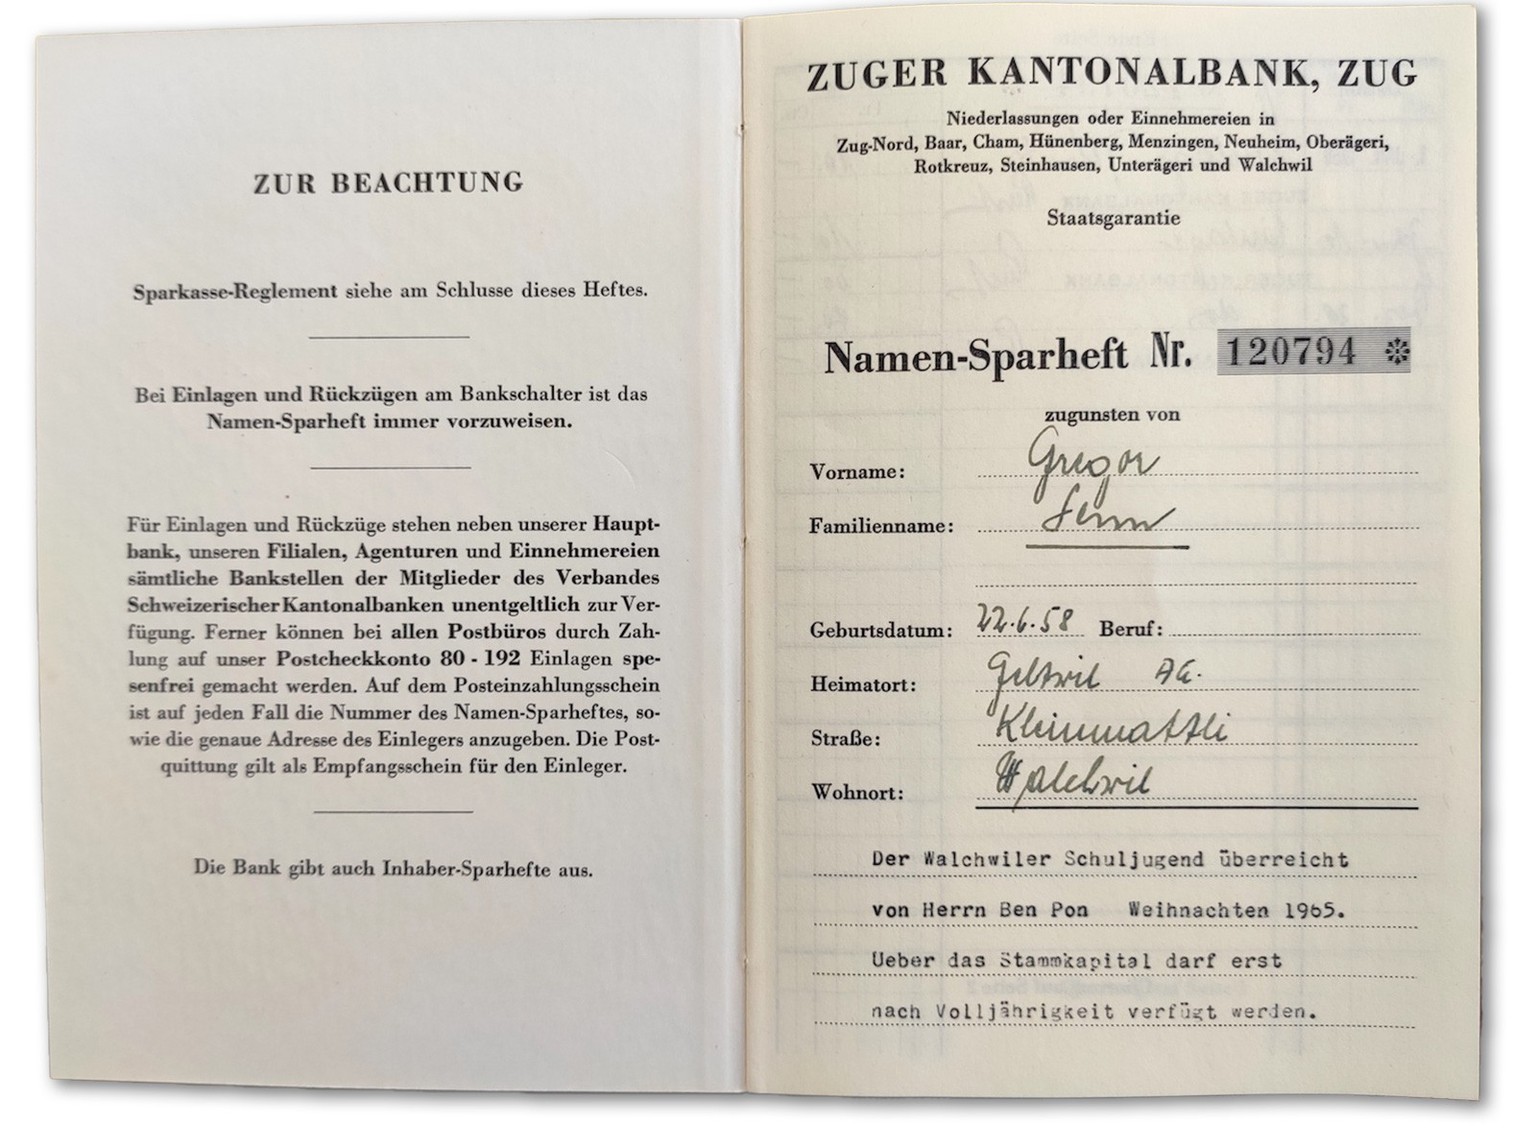 ZUR BEACHTUNG
Sparkasse-Reglement siehe am Schlusse dieses Heftes.
Bei Einlagen und Rückzügen am Bankschalter ist das
Namen-Sparheft immer vorzuweisen.
Für Einlagen und Rückzüge stehen neben unserer Haupt-
bank, unseren Filialen, Agenturen und Einnehmereien
sämtliche Bankstellen der Mitglieder des Verbandes
Schweizerischer Kantonalbanken unentgeltlich zur Ver-
fügung. Ferner können bei allen Postbüros durch Zah-
lung auf unser Postcheckkonto 80 - 192 Einlagen spe-
senfrei gemacht werden. Auf dem Posteinzahlungsschein
ist auf jeden Fall die Nummer des Namen-Sparheftes, so-
wie die genaue Adresse des Einlegers anzugeben. Die Post-
quittung gilt als Empfangsschein für den Einleger.
Die Bank gibt auch Inhaber-Sparhefte aus.
ZUGER KANTONALBANK, ZUG
Niederlassungen oder Einnehmereien in
Zug-Nord, Baar, Cham, Hünenberg, Menzingen, Neuheim, Oberägeri,
Rotkreuz, Steinhausen, Unterägeri und Walchwil
Staatsgarantie
Namen-Sparheft Nr. 120794 ❇
zugunsten von
Vorname: Gregor
Familienname: Senn
Geburtsdatum: 22.6.58 Beruf:
Heimatort: Geltwil AG.
Straße: Kleinmattli
Wohnort: Walchwil
Der Walchwiler Schuljugend überreicht
von Herrn Ben Pon Weihnachten 1965.
Ueber das Stammkapital darf erst
nach Volljährigkeit verfügt werden.